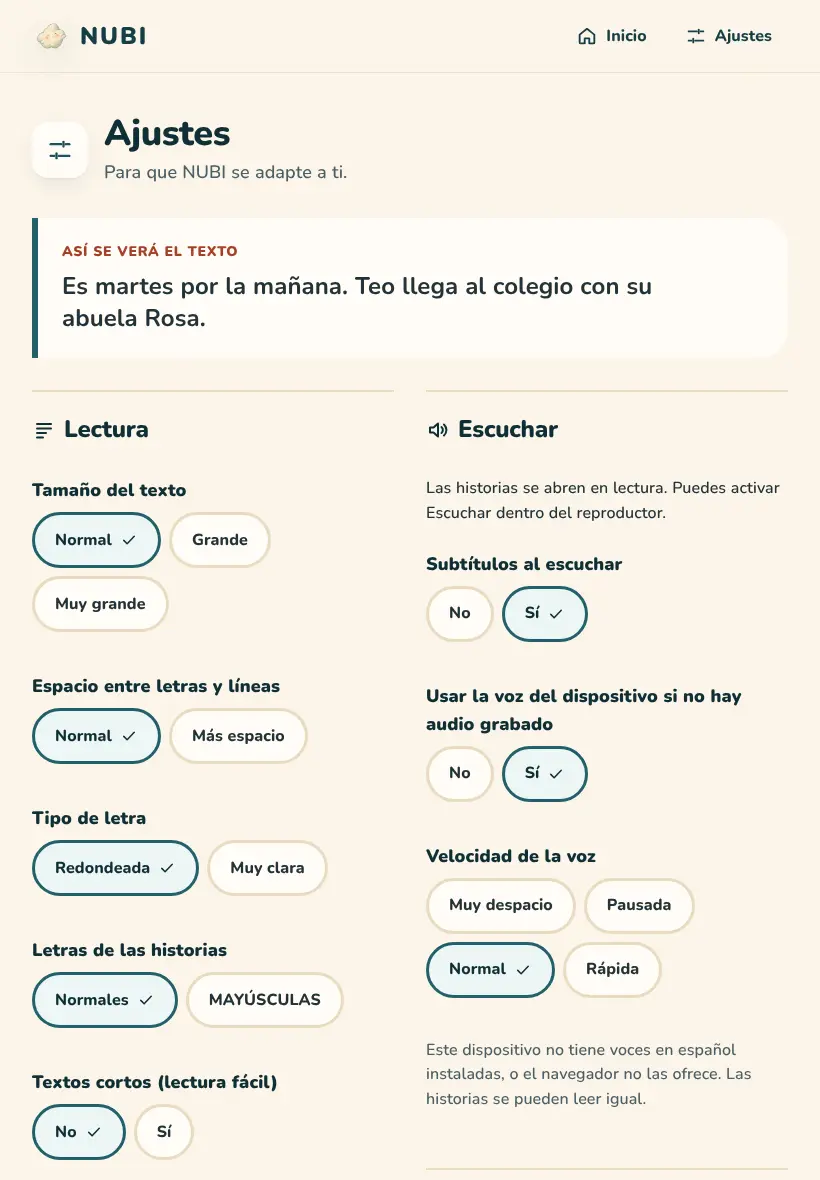 NUBI
Inicio
Ajustes
Ajustes
Para que NUBI se adapte a ti.
ASÍ SE VERÁ EL TEXTO
Es martes por la mañana. Teo llega al colegio con su
abuela Rosa.
Lectura
Tamaño del texto
Normal
Grande
Muy grande
Espacio entre letras y líneas
Normal
Más espacio
Tipo de letra
Redondeada
Muy clara
Letras de las historias
Normales
MAYÚSCULAS
Textos cortos (lectura fácil)
No
Sí
Escuchar
Las historias se abren en lectura. Puedes activar
Escuchar dentro del reproductor.
Subtítulos al escuchar
No
Sí
Usar la voz del dispositivo si no hay
audio grabado
No
Sí
Velocidad de la voz
Muy despacio
Pausada
Normal
Rápida
Este dispositivo no tiene voces en español
instaladas, o el navegador no las ofrece. Las
historias se pueden leer igual.